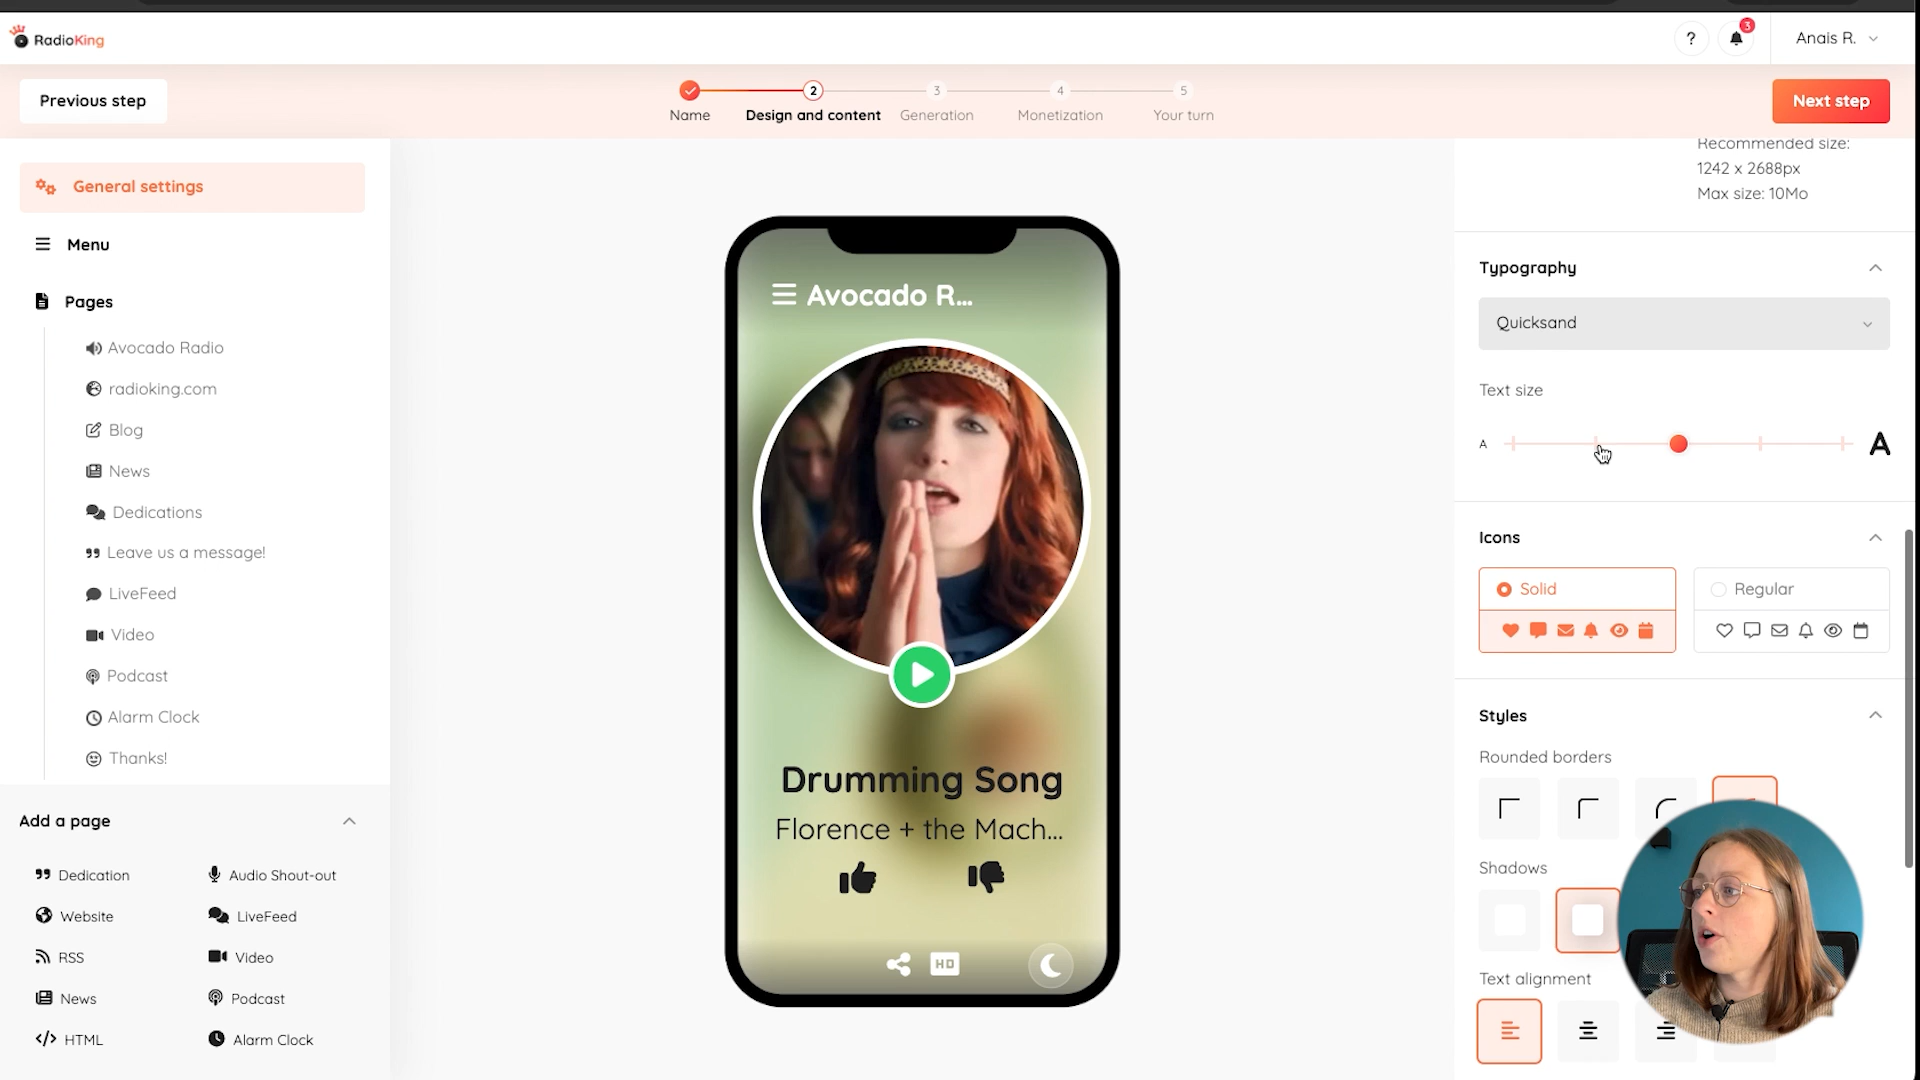 RadioKing
?
3
Anais R.
Previous step
2
3
4
5
Name
Design and content
Generation
Monetization
Your turn
Next step
General settings
Menu
Pages
Avocado Radio
radioking.com
Blog
News
Dedications
Leave us a message!
LiveFeed
Video
Podcast
Alarm Clock
Thanks!
Add a page
Dedication
Audio Shout-out
Website
LiveFeed
RSS
Video
News
Podcast
HTML
Alarm Clock
Avocado R...
Drumming Song
Florence + the Mach...
HD
Recommended size:
1242 x 2688px
Max size: 10Mo
Typography
Quicksand
Text size
A
A
Icons
Solid
Regular
Styles
Rounded borders
Shadows
Text alignment